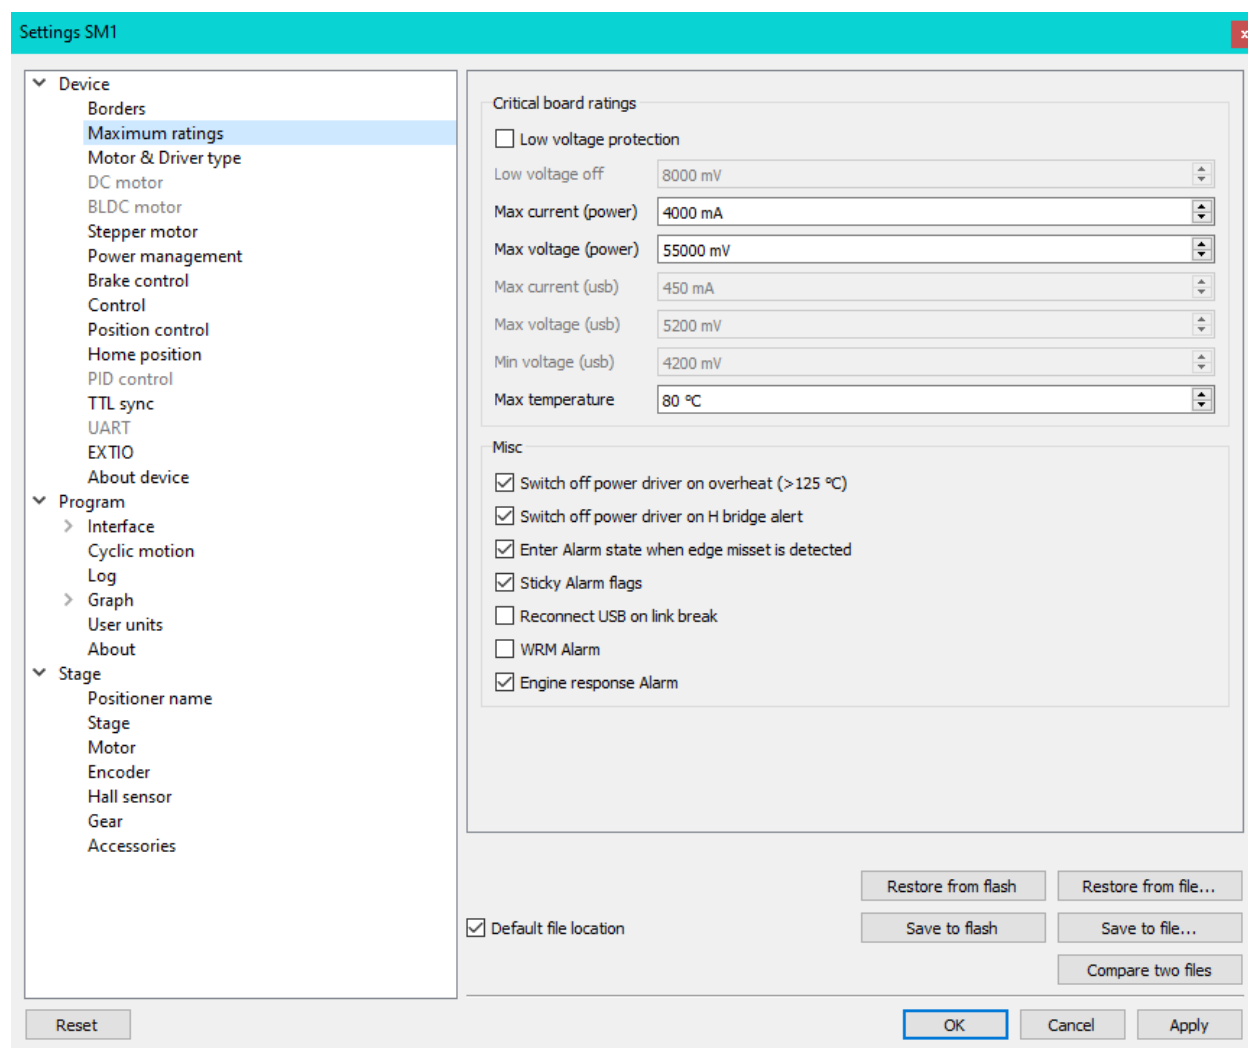 Settings SM1
x
Device
Borders
Maximum ratings
Motor & Driver type
DC motor
BLDC motor
Stepper motor
Power management
Brake control
Control
Position control
Home position
PID control
TTL sync
UART
EXTIO
About device
Program
Interface
Cyclic motion
Log
Graph
User units
About
Stage
Positioner name
Stage
Motor
Encoder
Hall sensor
Gear
Accessories
Critical board ratings
Low voltage protection
Low voltage off 8000 mV
Max current (power) 4000 mA
Max voltage (power) 55000 mV
Max current (usb) 450 mA
Max voltage (usb) 5200 mV
Min voltage (usb) 4200 mV
Max temperature 80 °C
Misc
Switch off power driver on overheat (>125 °C)
Switch off power driver on H bridge alert
Enter Alarm state when edge misset is detected
Sticky Alarm flags
Reconnect USB on link break
WRM Alarm
Engine response Alarm
Restore from flash Restore from file...
Default file location Save to flash Save to file...
Compare two files
Reset OK Cancel Apply